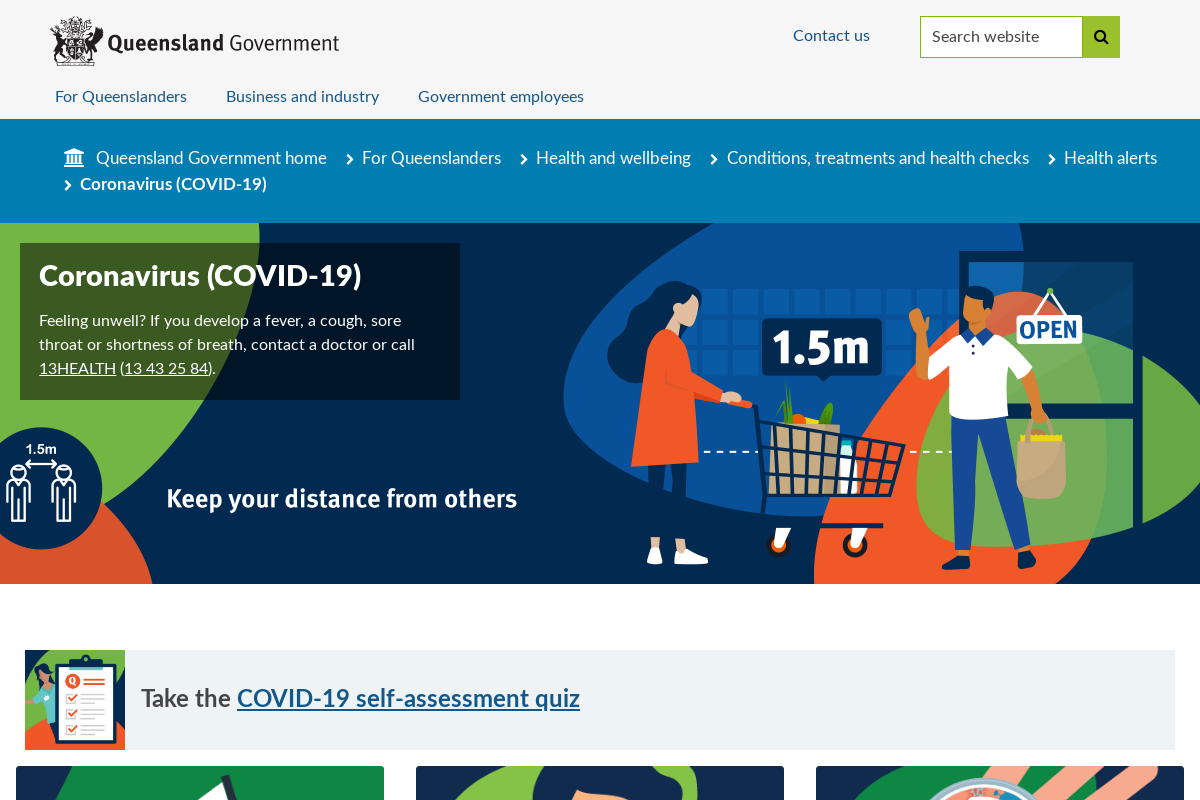 Queensland Government
Contact us
Search website
For Queenslanders
Business and industry
Government employees
Queensland Government home
For Queenslanders
Health and wellbeing
Conditions, treatments and health checks
Health alerts
Coronavirus (COVID-19)
Coronavirus (COVID-19)
Feeling unwell? If you develop a fever, a cough, sore
throat or shortness of breath, contact a doctor or call
13HEALTH (13 43 25 84).
1.5m
OPEN
1.5m
Keep your distance from others
Q
Take the COVID-19 self-assessment quiz